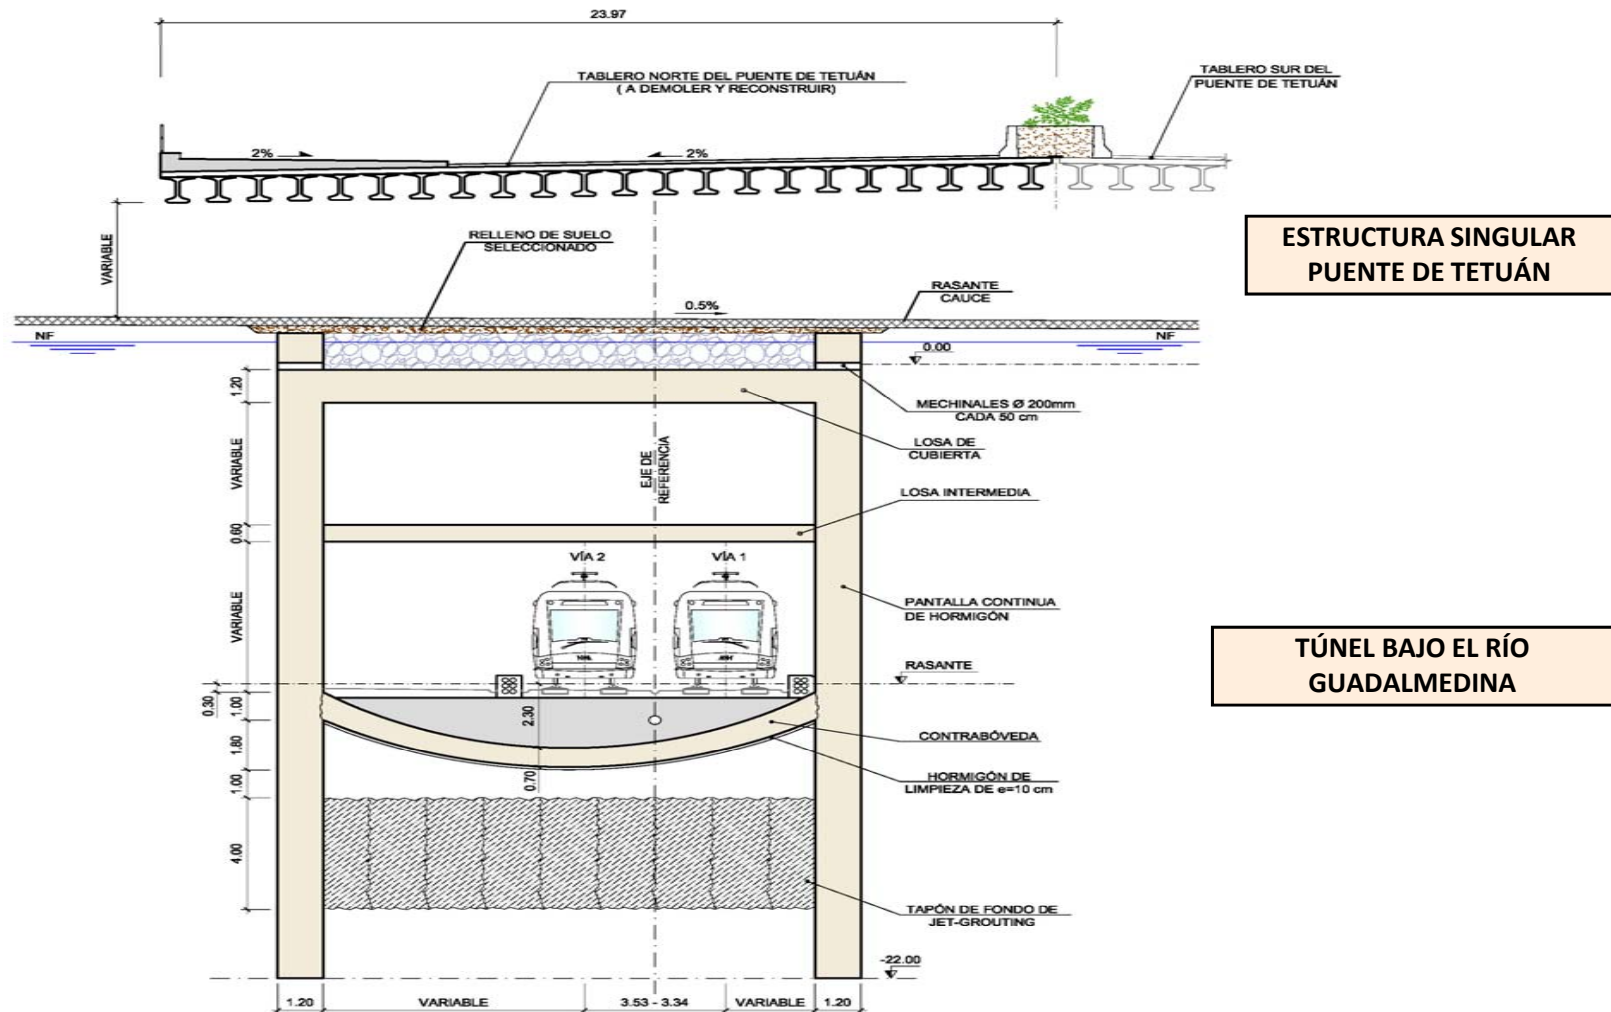 23.97
TABLERO NORTE DEL PUENTE DE TETUÁN
( A DEMOLER Y RECONSTRUIR)
TABLERO SUR DEL
PUENTE DE TETUÁN
2%
2%
VARIABLE
RELLENO DE SUELO
SELECCIONADO
ESTRUCTURA SINGULAR
PUENTE DE TETUÁN
RASANTE
CAUCE
0.5%
NF
NF
0.00
1.20
MECHINALES Ø 200mm
CADA 50 cm
LOSA DE
CUBIERTA
VARIABLE
EJE DE
REFERENCIA
LOSA INTERMEDIA
0.60
VÍA 2
VÍA 1
VARIABLE
PANTALLA CONTINUA
DE HORMIGÓN
TÚNEL BAJO EL RÍO
GUADALMEDINA
RASANTE
0.30
1.00
2.30
CONTRABÓVEDA
1.80
0.70
HORMIGÓN DE
LIMPIEZA DE e=10 cm
1.00
4.00
TAPÓN DE FONDO DE
JET-GROUTING
-22.00
1.20
VARIABLE
3.53 - 3.34
VARIABLE
1.20